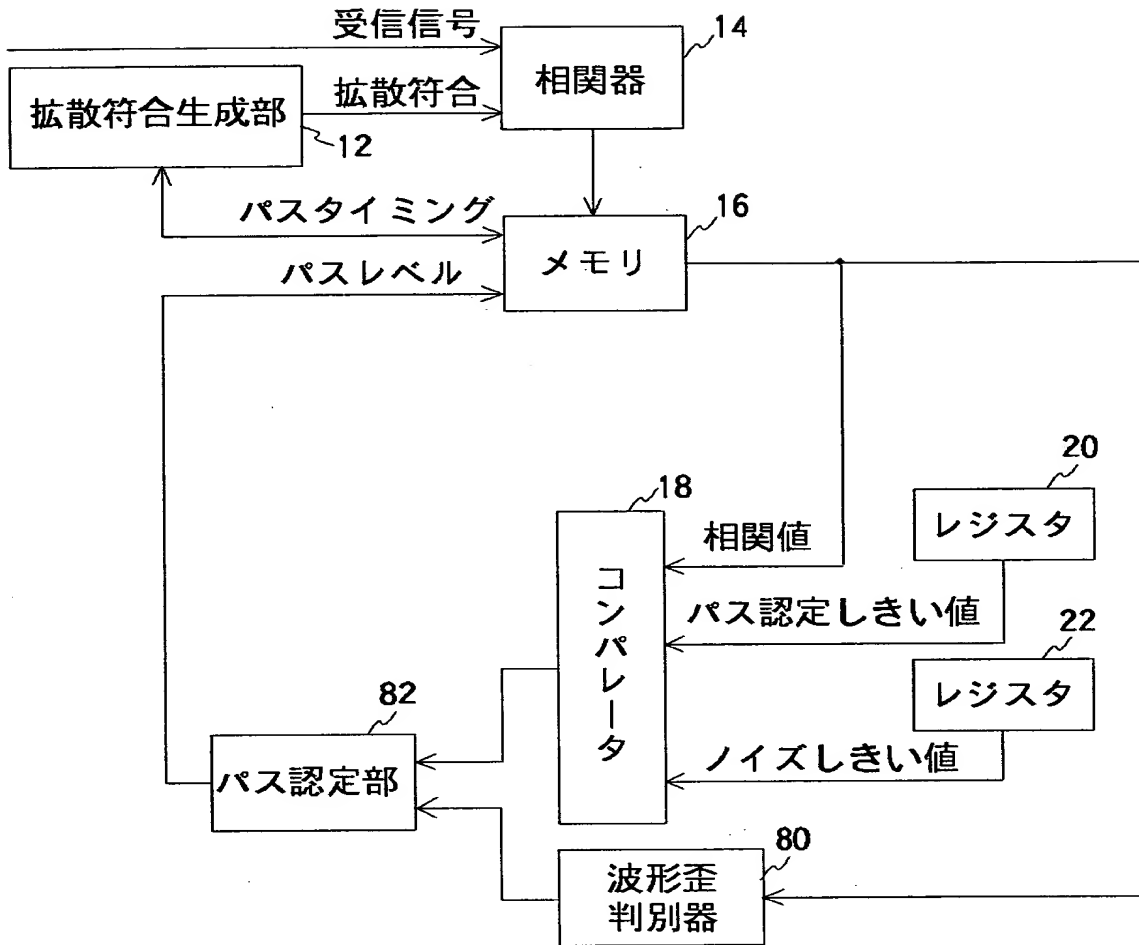 受信信号
14
相関器
拡散符合生成部
拡散符合
12
パスタイミング
16
メモリ
パスレベル
18
20
レジスタ
相関値
コンパレータ
パス認定しきい値
22
レジスタ
82
パス認定部
ノイズしきい値
80
波形歪
判別器